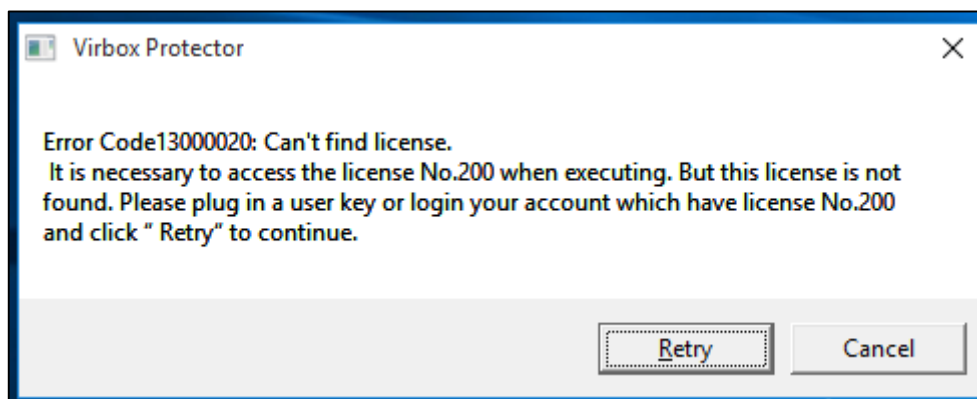 Virbox Protector
Error Code13000020: Can't find license.
It is necessary to access the license No.200 when executing. But this license is not
found. Please plug in a user key or login your account which have license No.200
and click “ Retry” to continue.
Retry
Cancel